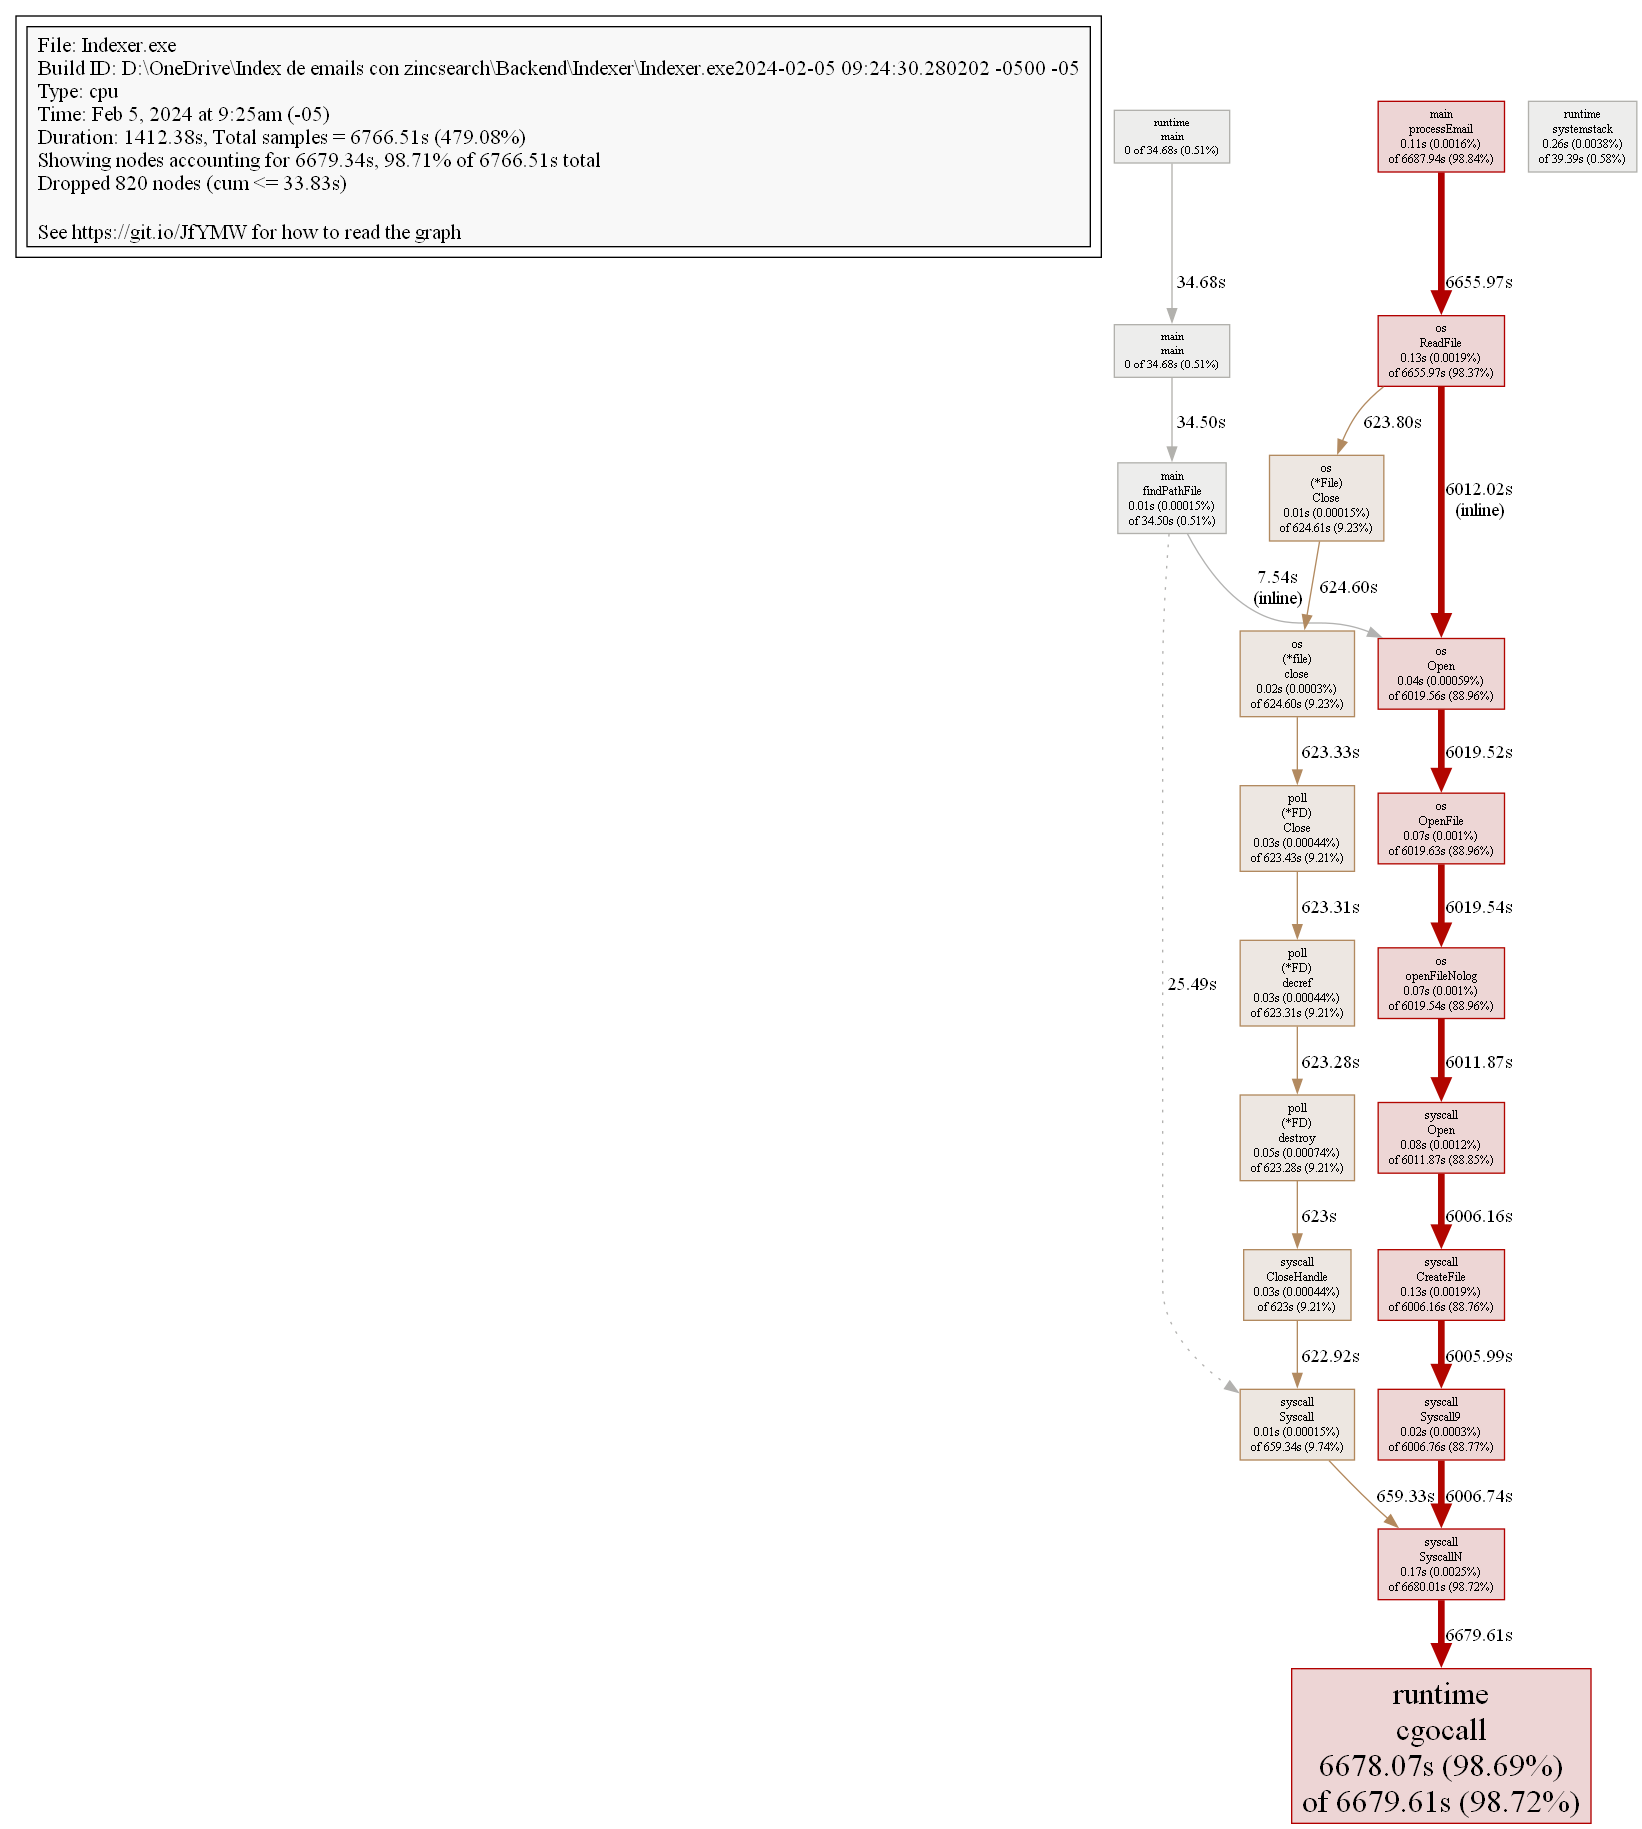 File: Indexer.exe
Build ID: D:\OneDrive\Index de emails con zincsearch\Backend\Indexer\Indexer.exe2024-02-05 09:24:30.280202 -0500 -05
Type: cpu
Time: Feb 5, 2024 at 9:25am (-05)
Duration: 1412.38s, Total samples = 6766.51s (479.08%)
Showing nodes accounting for 6679.34s, 98.71% of 6766.51s total
Dropped 820 nodes (cum <= 33.83s)
See https://git.io/JfYMW for how to read the graph
runtime
main
0 of 34.68s (0.51%)
main
processEmail
0.11s (0.0016%)
of 6687.94s (98.84%)
runtime
systemstack
0.26s (0.0038%)
of 39.39s (0.58%)
34.68s
6655.97s
main
main
0 of 34.68s (0.51%)
os
ReadFile
0.13s (0.0019%)
of 6655.97s (98.37%)
34.50s
623.80s
6012.02s
(inline)
main
findPathFile
0.01s (0.00015%)
of 34.50s (0.51%)
os
(*File)
Close
0.01s (0.00015%)
of 624.61s (9.23%)
7.54s
(inline)
624.60s
os
(*file)
close
0.02s (0.0003%)
of 624.60s (9.23%)
os
Open
0.04s (0.00059%)
of 6019.56s (88.96%)
623.33s
6019.52s
poll
(*FD)
Close
0.03s (0.00044%)
of 623.43s (9.21%)
os
OpenFile
0.07s (0.001%)
of 6019.63s (88.96%)
623.31s
6019.54s
poll
(*FD)
decref
0.03s (0.00044%)
of 623.31s (9.21%)
os
openFileNolog
0.07s (0.001%)
of 6019.54s (88.96%)
25.49s
623.28s
6011.87s
poll
(*FD)
destroy
0.05s (0.00074%)
of 623.28s (9.21%)
syscall
Open
0.08s (0.0012%)
of 6011.87s (88.85%)
623s
6006.16s
syscall
CloseHandle
0.03s (0.00044%)
of 623s (9.21%)
syscall
CreateFile
0.13s (0.0019%)
of 6006.16s (88.76%)
622.92s
6005.99s
syscall
Syscall
0.01s (0.00015%)
of 659.34s (9.74%)
syscall
Syscall9
0.02s (0.0003%)
of 6006.76s (88.77%)
659.33s
6006.74s
syscall
SyscallN
0.17s (0.0025%)
of 6680.01s (98.72%)
6679.61s
runtime
cgocall
6678.07s (98.69%)
of 6679.61s (98.72%)